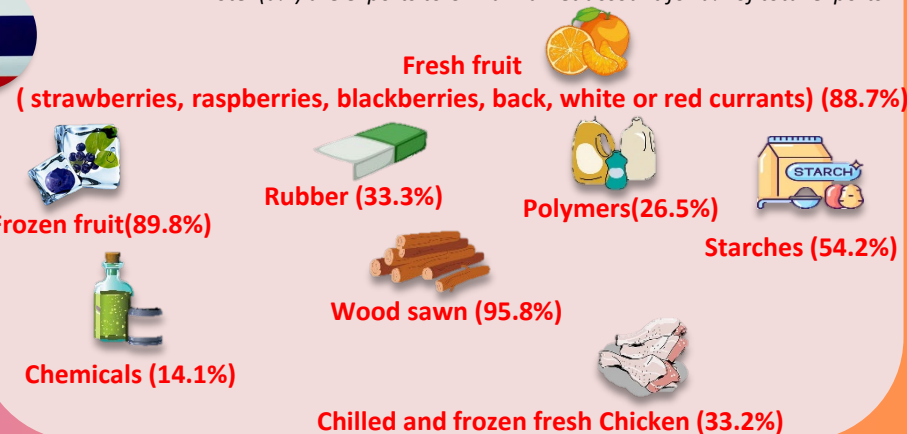 Fresh fruit
( strawberries, raspberries, blackberries, back, white or red currants) (88.7%)
Rubber (33.3%)
Polymers(26.5%)
STARCH
Frozen fruit(89.8%)
Starches (54.2%)
Wood sawn (95.8%)
Chemicals (14.1%)
Chilled and frozen fresh Chicken (33.2%)